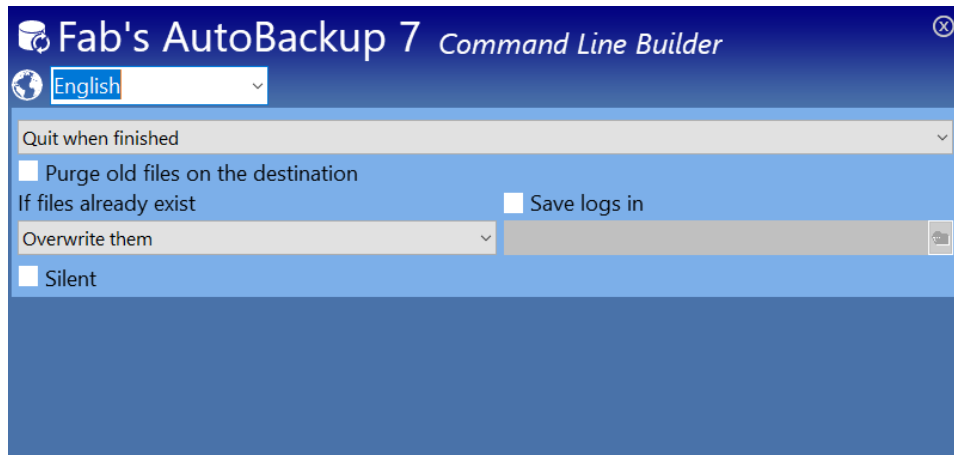 Fab's AutoBackup 7 Command Line Builder
English
Quit when finished
Purge old files on the destination
If files already exist
Save logs in
Overwrite them
Silent